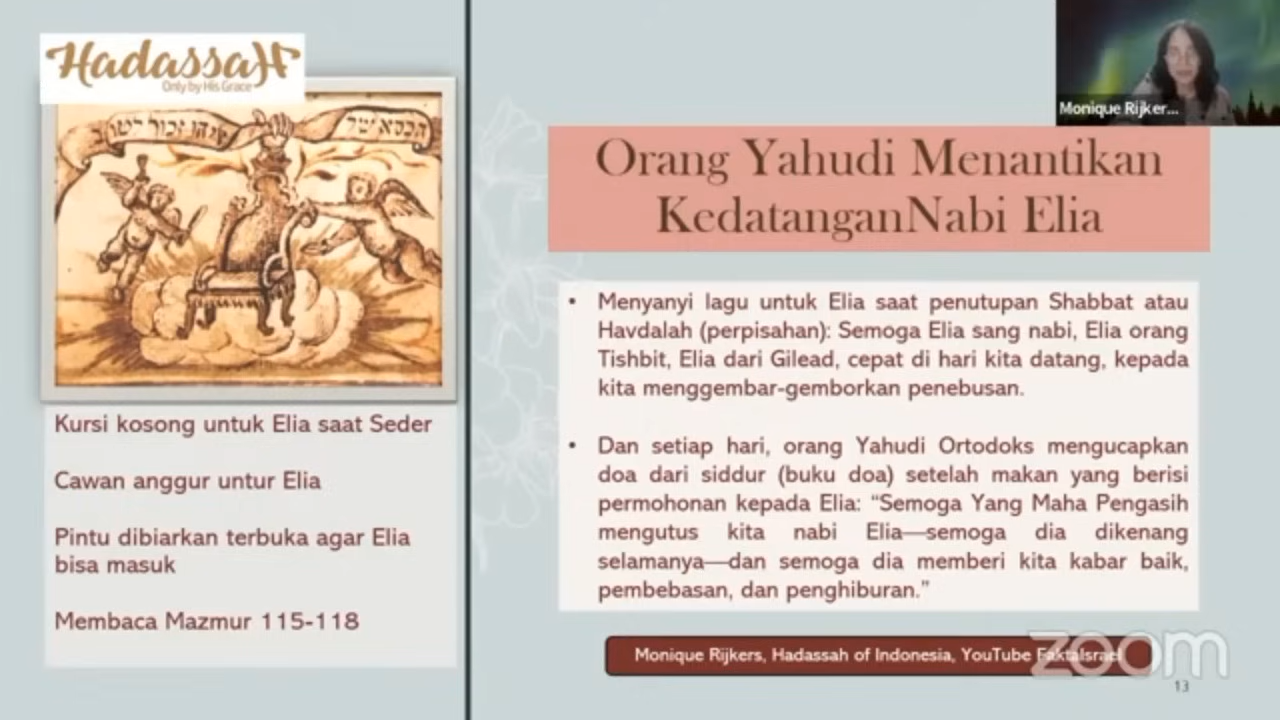 Hadassah
Only by His Grace
Monique Rijker...
Orang Yahudi Menantikan
KedatanganNabi Elia
Kursi kosong untuk Elia saat Seder
Cawan anggur untur Elia
Pintu dibiarkan terbuka agar Elia
bisa masuk
Membaca Mazmur 115-118
• Menyanyi lagu untuk Elia saat penutupan Shabbat atau
Havdalah (perpisahan): Semoga Elia sang nabi, Elia orang
Tishbit, Elia dari Gilead, cepat di hari kita datang, kepada
kita menggembar-gemborkan penebusan.
• Dan setiap hari, orang Yahudi Ortodoks mengucapkan
doa dari siddur (buku doa) setelah makan yang berisi
permohonan kepada Elia: “Semoga Yang Maha Pengasih
mengutus kita nabi Elia—semoga dia dikenang
selamanya—dan semoga dia memberi kita kabar baik,
pembebasan, dan penghiburan.”
Monique Rijkers, Hadassah of Indonesia, YouTube FaktaIsrael
zoom
13